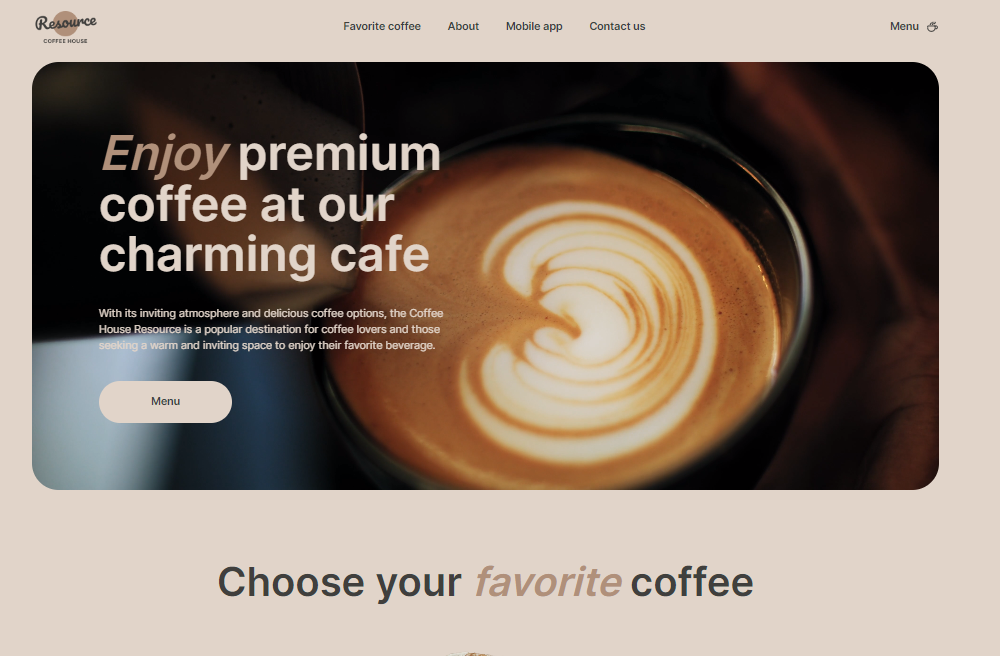 Resource
COFFEE HOUSE
Favorite coffee
About
Mobile app
Contact us
Menu
Enjoy premium
coffee at our
charming cafe
With its inviting atmosphere and delicious coffee options, the Coffee
House Resource is a popular destination for coffee lovers and those
seeking a warm and inviting space to enjoy their favorite beverage.
Menu
Choose your favorite coffee